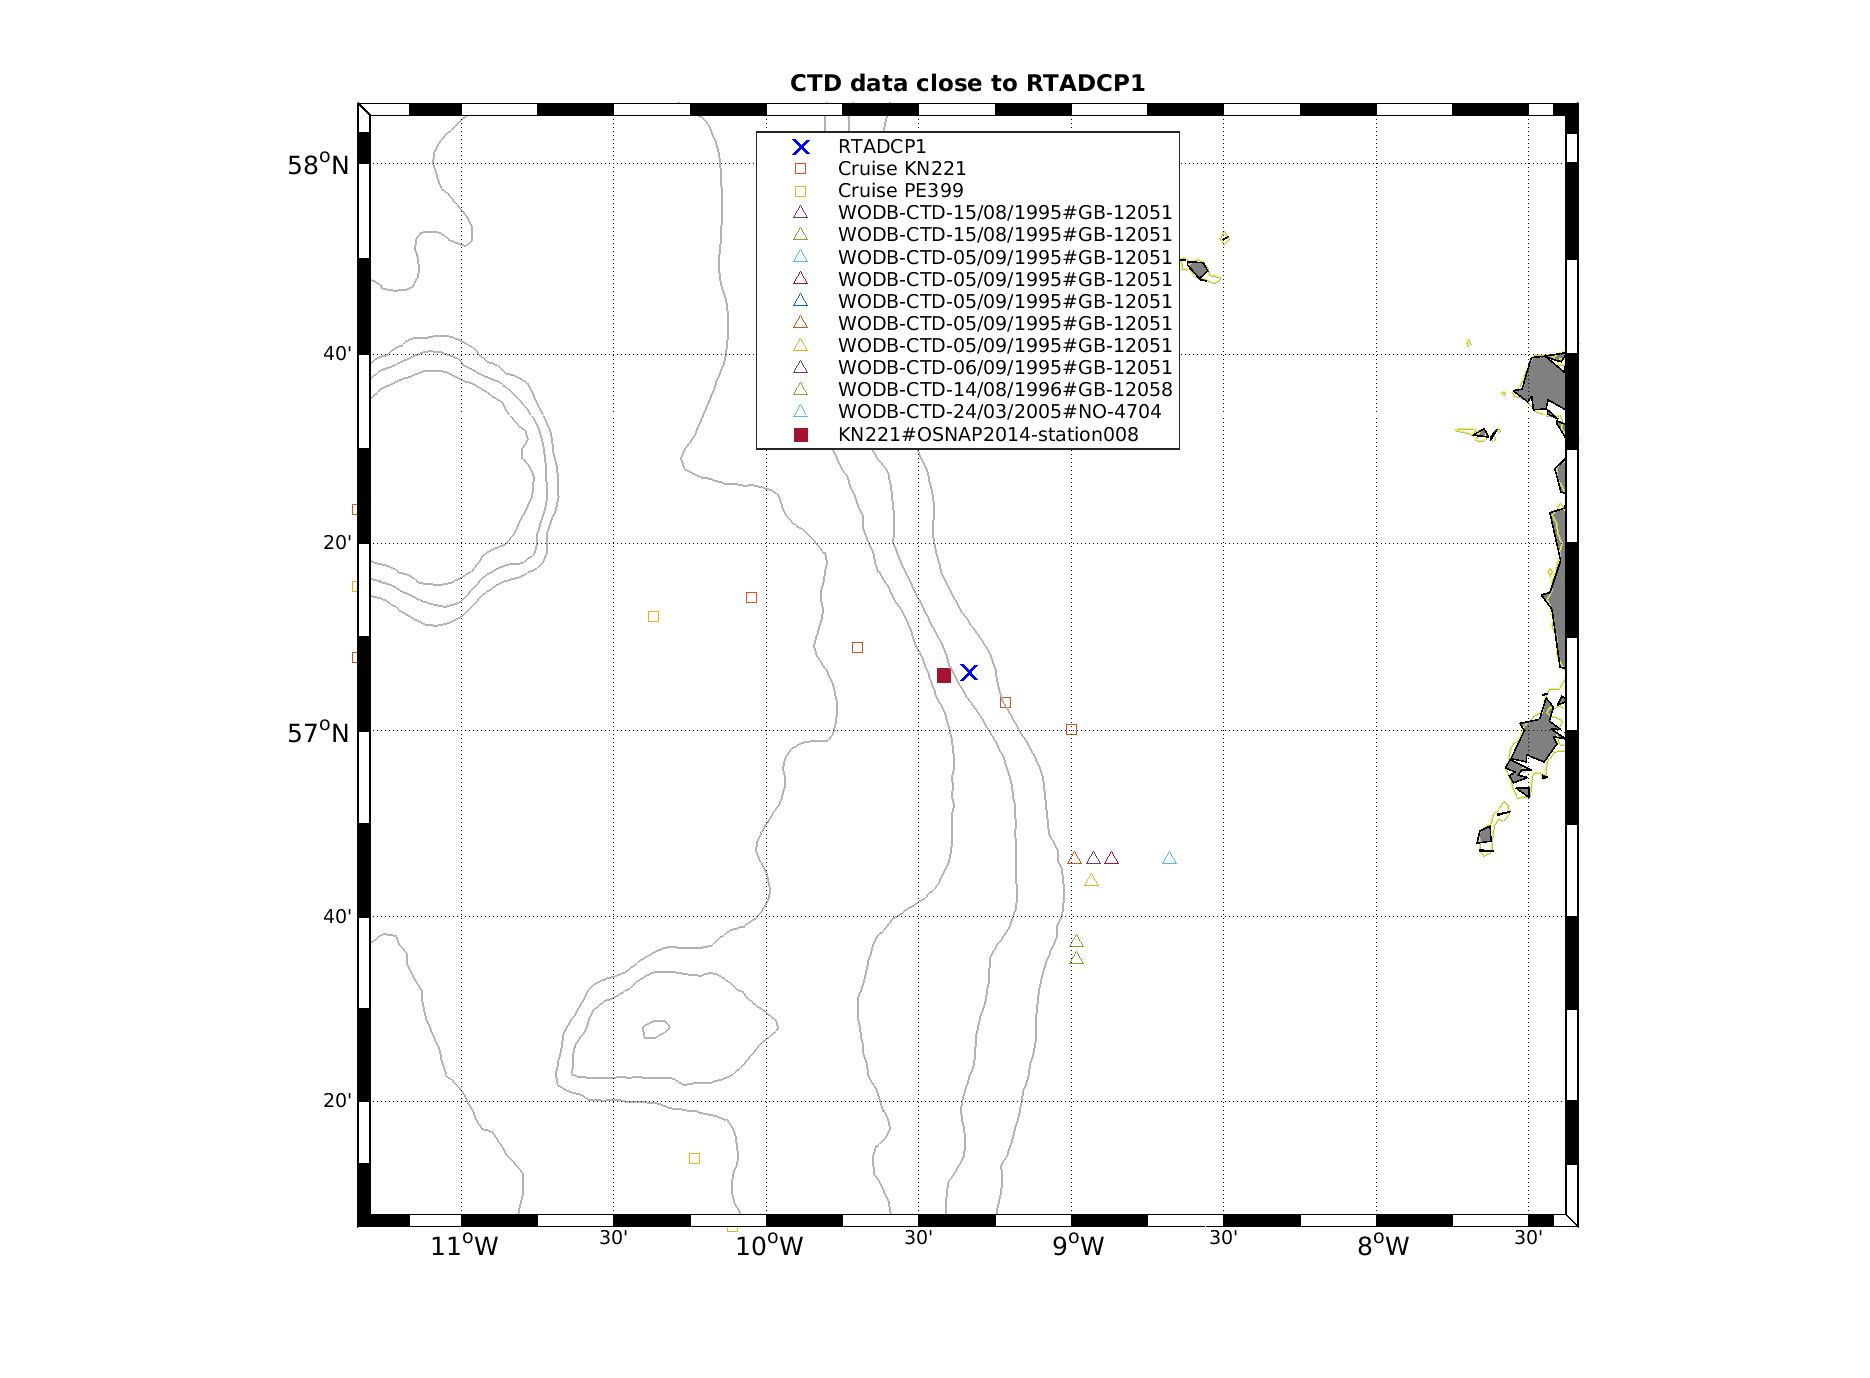 CTD data close to RTADCP1
RTADCP1
Cruise KN221
Cruise PE399
WODB-CTD-15/08/1995#GB-12051
WODB-CTD-15/08/1995#GB-12051
WODB-CTD-05/09/1995#GB-12051
WODB-CTD-05/09/1995#GB-12051
WODB-CTD-05/09/1995#GB-12051
WODB-CTD-05/09/1995#GB-12051
WODB-CTD-05/09/1995#GB-12051
WODB-CTD-06/09/1995#GB-12051
WODB-CTD-14/08/1996#GB-12058
WODB-CTD-24/03/2005#NO-4704
KN221#OSNAP2014-station008
58°N
40'
20'
57°N
40'
20'
11°W 30' 10°W 30' 9°W 30' 8°W 30'